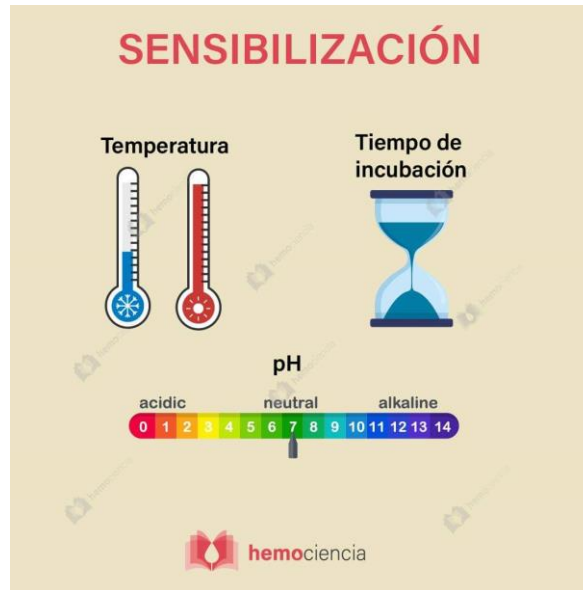 SENSIBILIZACIÓN
Temperatura
Tiempo de
incubación
pH
acidic neutral alkaline
0 1 2 3 4 5 6 7 8 9 10 11 12 13 14
hemociencia